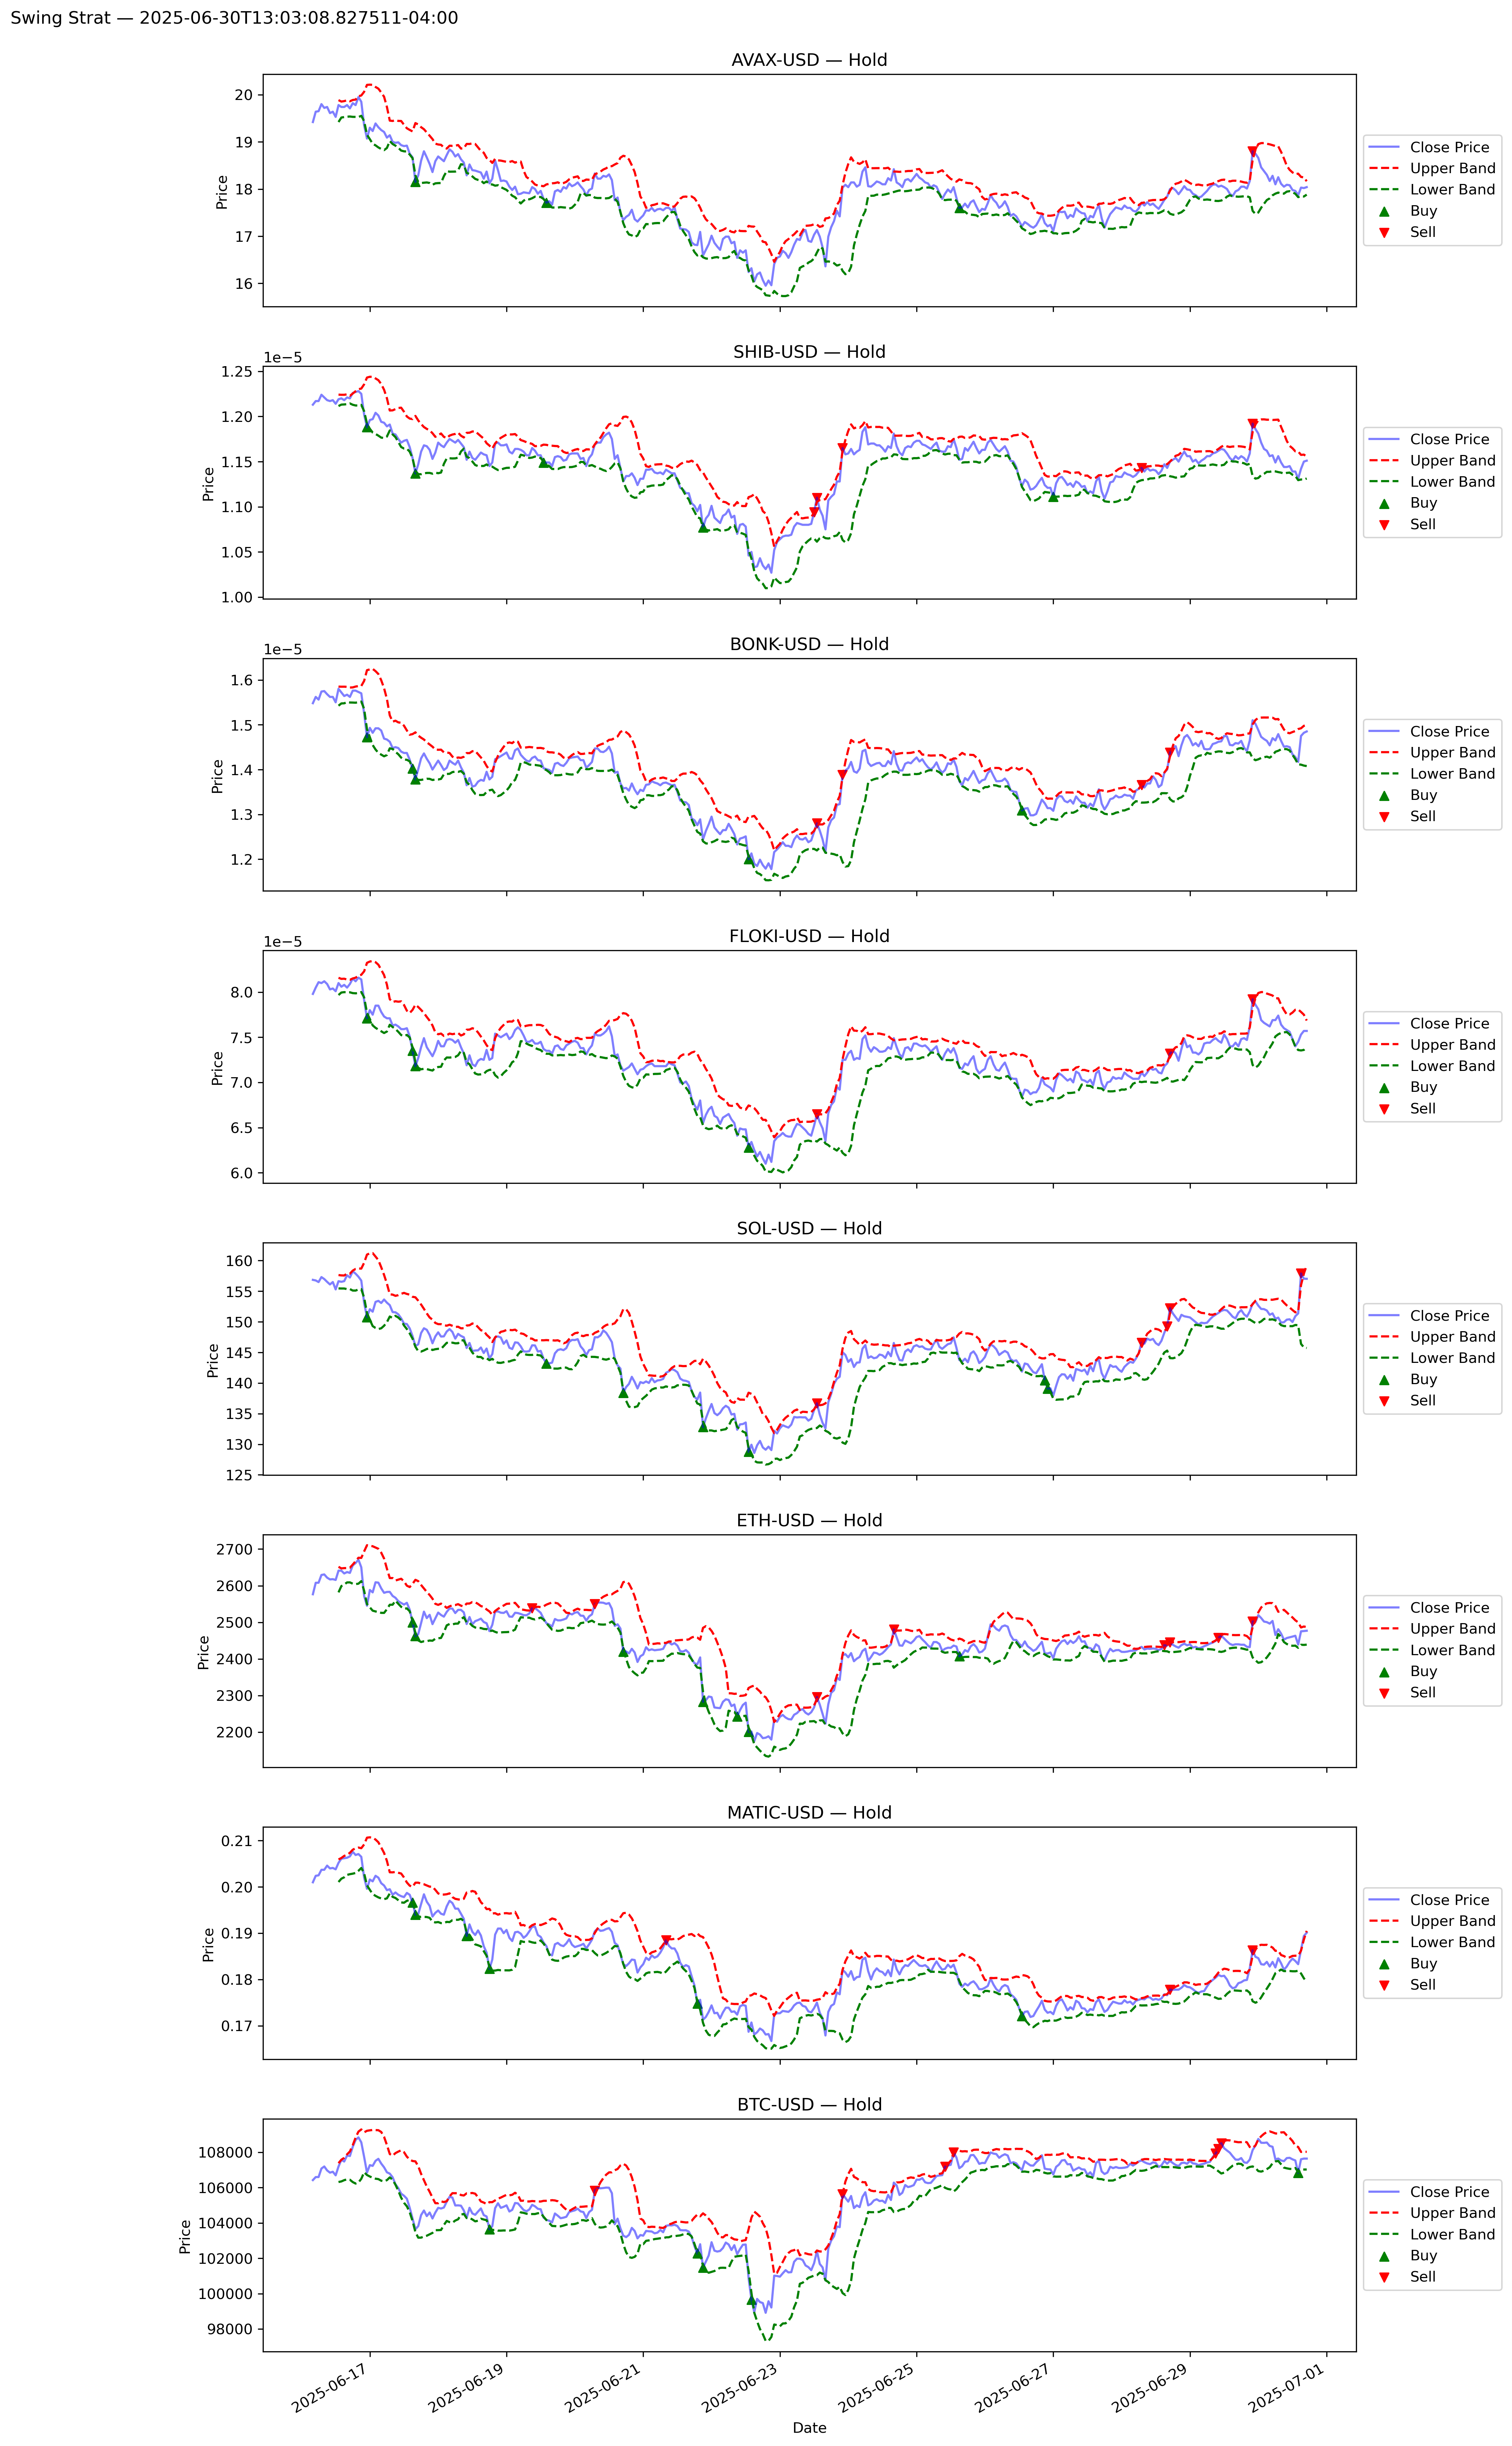 Swing Strat — 2025-06-30T13:03:08.827511-04:00
AVAX-USD — Hold
20
19
18
17
16
Price
Close Price
Upper Band
Lower Band
Buy
Sell
SHIB-USD — Hold
1e−5
1.25
1.20
1.15
1.10
1.05
1.00
Price
Close Price
Upper Band
Lower Band
Buy
Sell
BONK-USD — Hold
1e−5
1.6
1.5
1.4
1.3
1.2
Price
Close Price
Upper Band
Lower Band
Buy
Sell
FLOKI-USD — Hold
1e−5
8.0
7.5
7.0
6.5
6.0
Price
Close Price
Upper Band
Lower Band
Buy
Sell
SOL-USD — Hold
160
155
150
145
140
135
130
125
Price
Close Price
Upper Band
Lower Band
Buy
Sell
ETH-USD — Hold
2700
2600
2500
2400
2300
2200
Price
Close Price
Upper Band
Lower Band
Buy
Sell
MATIC-USD — Hold
0.21
0.20
0.19
0.18
0.17
Price
Close Price
Upper Band
Lower Band
Buy
Sell
BTC-USD — Hold
108000
106000
104000
102000
100000
98000
Price
Close Price
Upper Band
Lower Band
Buy
Sell
2025-06-17
2025-06-19
2025-06-21
2025-06-23
2025-06-25
2025-06-27
2025-06-29
2025-07-01
Date